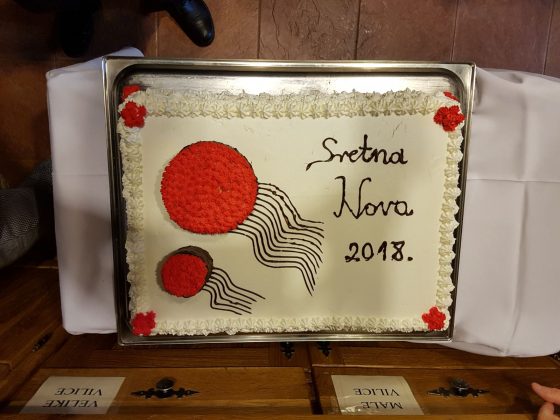 Sretna
Nova
2018.
VELIKE
VILICE
MALE
VILICE